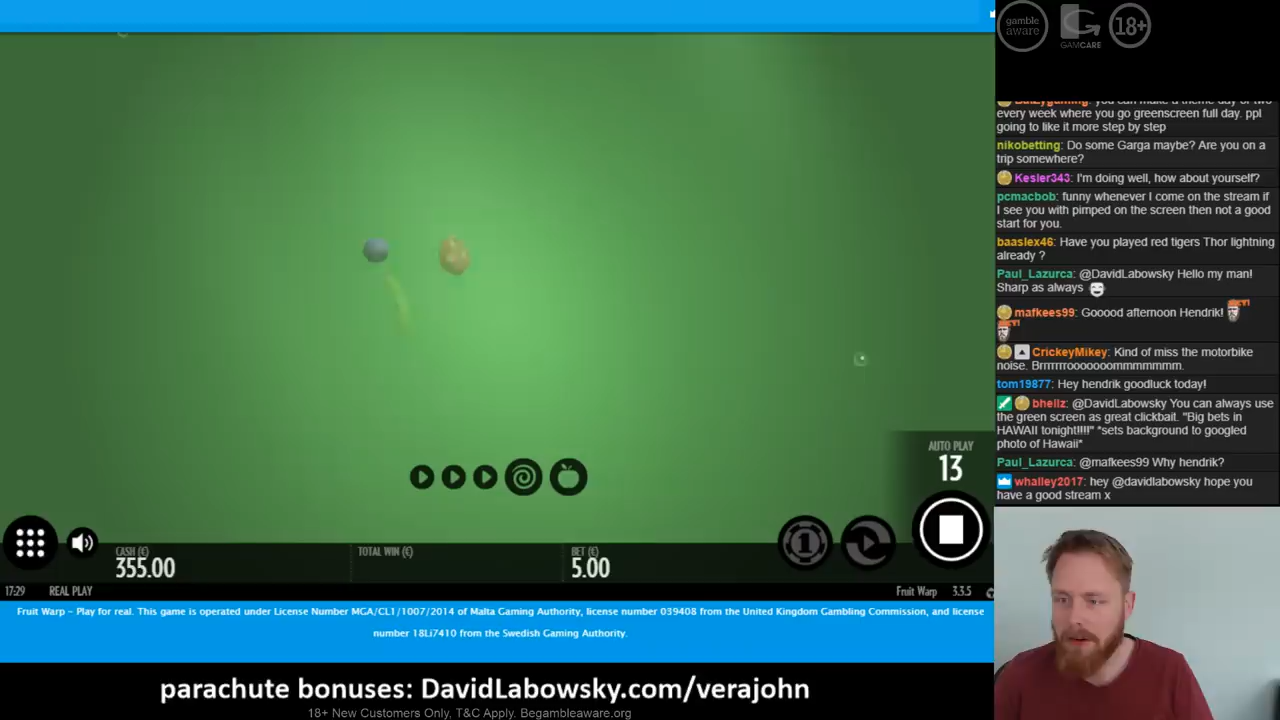 gamble
aware
GAMCARE
18+
you can make a theme day or two
every week where you go greenscreen full day. ppl
going to like it more step by step
nikobetting: Do some Garga maybe? Are you on a
trip somewhere?
Kesler343: I'm doing well, how about yourself?
pcmacbob: funny whenever I come on the stream if
I see you with pimped on the screen then not a good
start for you.
baaslex46: Have you played red tigers Thor lightning
already ?
Paul_Lazurca: @DavidLabowsky Hello my man!
Sharp as always
mafkees99: Gooood afternoon Hendrik!
CrickeyMikey: Kind of miss the motorbike
noise. Brrrrrroooooooommmmmmm.
tom19877: Hey hendrik goodluck today!
bhellz: @DavidLabowsky You can always use
the green screen as great clickbait. "Big bets in
HAWAII tonight!!!!" *sets background to googled
photo of Hawaii*
Paul_Lazurca: @mafkees99 Why hendrik?
whalley2017: hey @davidlabowsky hope you
have a good stream x
AUTO PLAY
13
CASH (€)
355.00
TOTAL WIN (€)
BET (€)
5.00
1
17:29 REAL PLAY
Fruit Warp 3.3.5
Fruit Warp – Play for real. This game is operated under License Number MGA/CL1/1007/2014 of Malta Gaming Authority, license number 039408 from the United Kingdom Gambling Commission, and license
number 18Li7410 from the Swedish Gaming Authority.
parachute bonuses: DavidLabowsky.com/verajohn
18+ New Customers Only, T&C Apply. Begambleaware.org